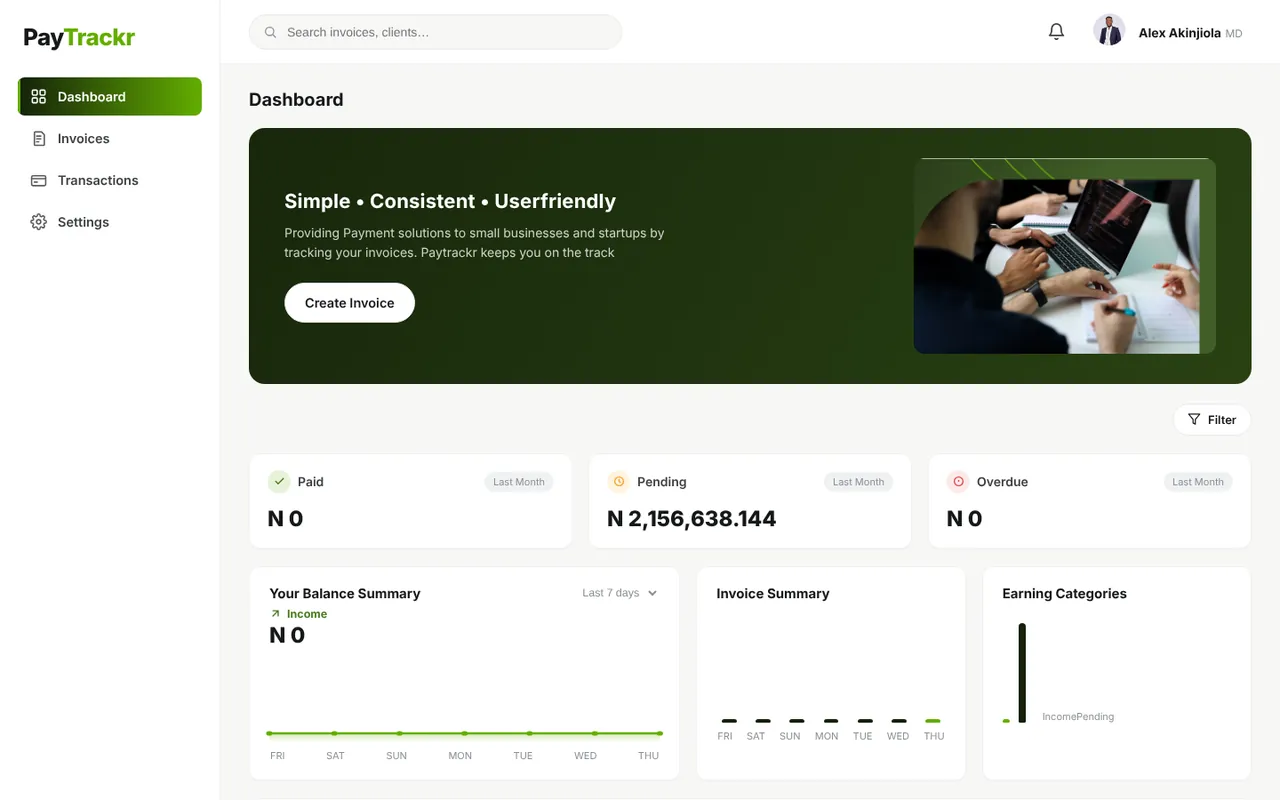 PayTrackr
Search invoices, clients…
Alex Akinjiola MD
Dashboard
Invoices
Transactions
Settings
Dashboard
Simple • Consistent • Userfriendly
Providing Payment solutions to small businesses and startups by
tracking your invoices. Paytrackr keeps you on the track
Create Invoice
Filter
Paid
Last Month
N 0
Pending
Last Month
N 2,156,638.144
Overdue
Last Month
N 0
Your Balance Summary
Last 7 days
Income
N 0
FRI SAT SUN MON TUE WED THU
Invoice Summary
FRI SAT SUN MON TUE WED THU
Earning Categories
IncomePending